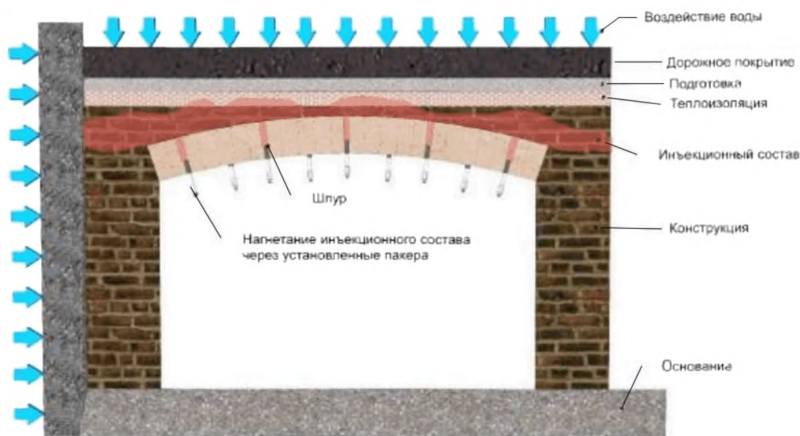 Воздействие воды
Дорожное покрытие
Подготовка
Теплоизоляция
Инъекционный состав
Шпур
Конструкция
Нагнетание инъекционного состава
через установленные пакера
Основание